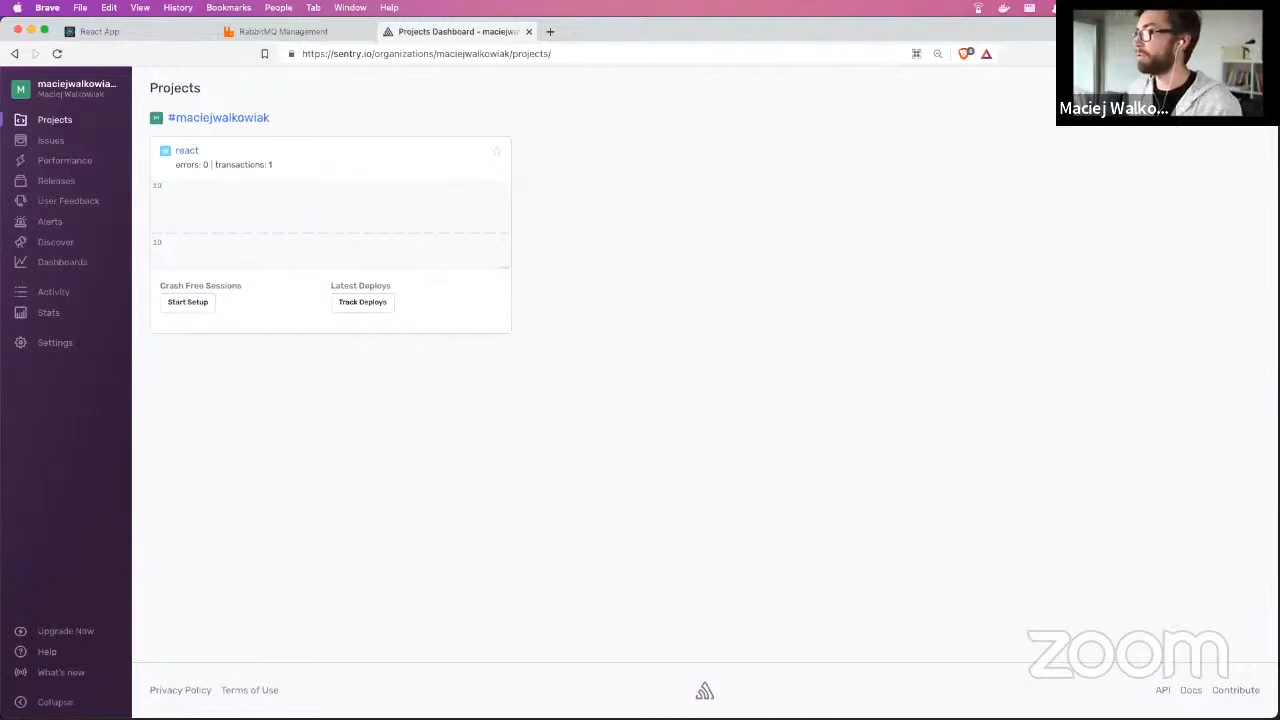 Brave File Edit View History Bookmarks People Tab Window Help
React App
RabbitMQ Management
Projects Dashboard - maciejwa
https://sentry.io/organizations/maciejwalkowiak/projects/
Maciej Walko...
M
maciejwalkowia...
Maciej Walkowiak
Projects
Issues
Performance
Releases
User Feedback
Alerts
Discover
Dashboards
Activity
Stats
Settings
Upgrade Now
Help
What's new
Collapse
Projects
M #maciejwalkowiak
react
errors: 0 | transactions: 1
10
10
Crash Free Sessions
Latest Deploys
Start Setup
Track Deploys
zoom
Privacy Policy Terms of Use
API Docs Contribute